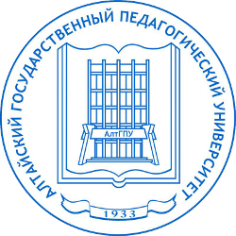 АЛТАЙСКИЙ ГОСУДАРСТВЕННЫЙ ПЕДАГОГИЧЕСКИЙ УНИВЕРСИТЕТ
АлтГПУ
1933